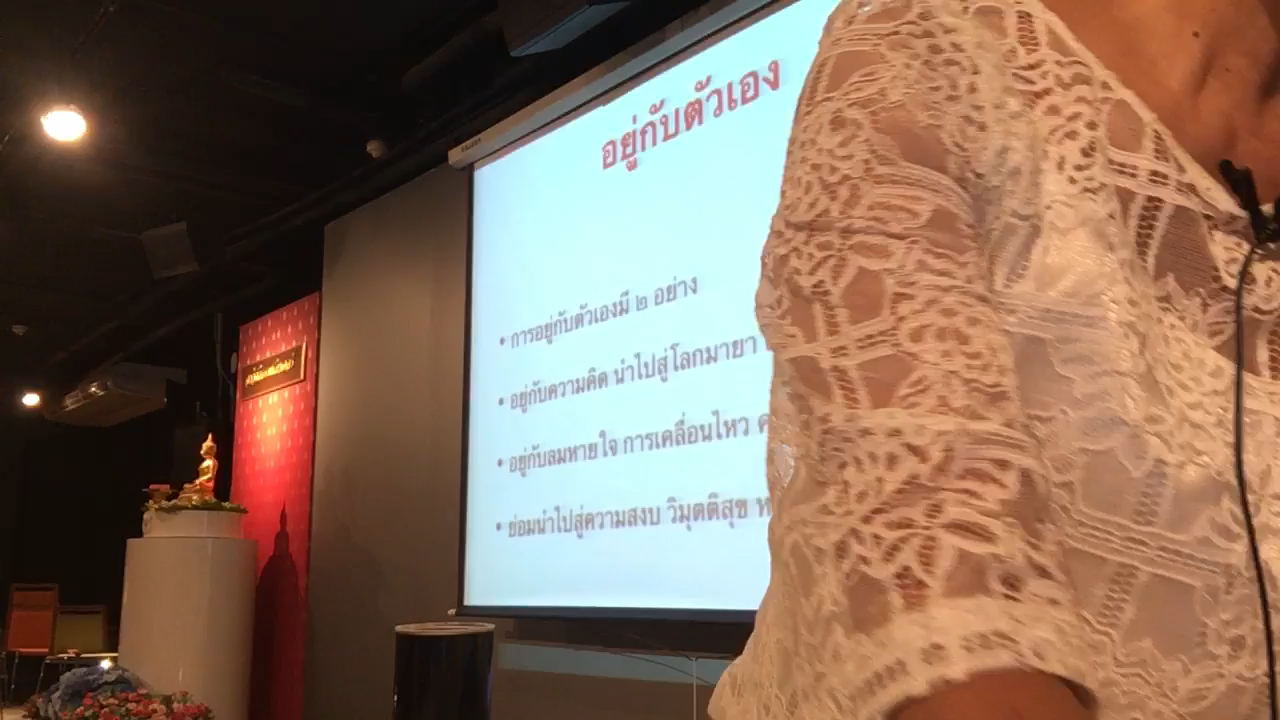 อยู่กับตัวเอง
• การอยู่กับตัวเองมี ๒ อย่าง
• อยู่กับความคิด นำไปสู่โลกมายา
• อยู่กับลมหายใจ การเคลื่อนไหว
• ย่อมนำไปสู่ความสงบ วิมุตติสุข